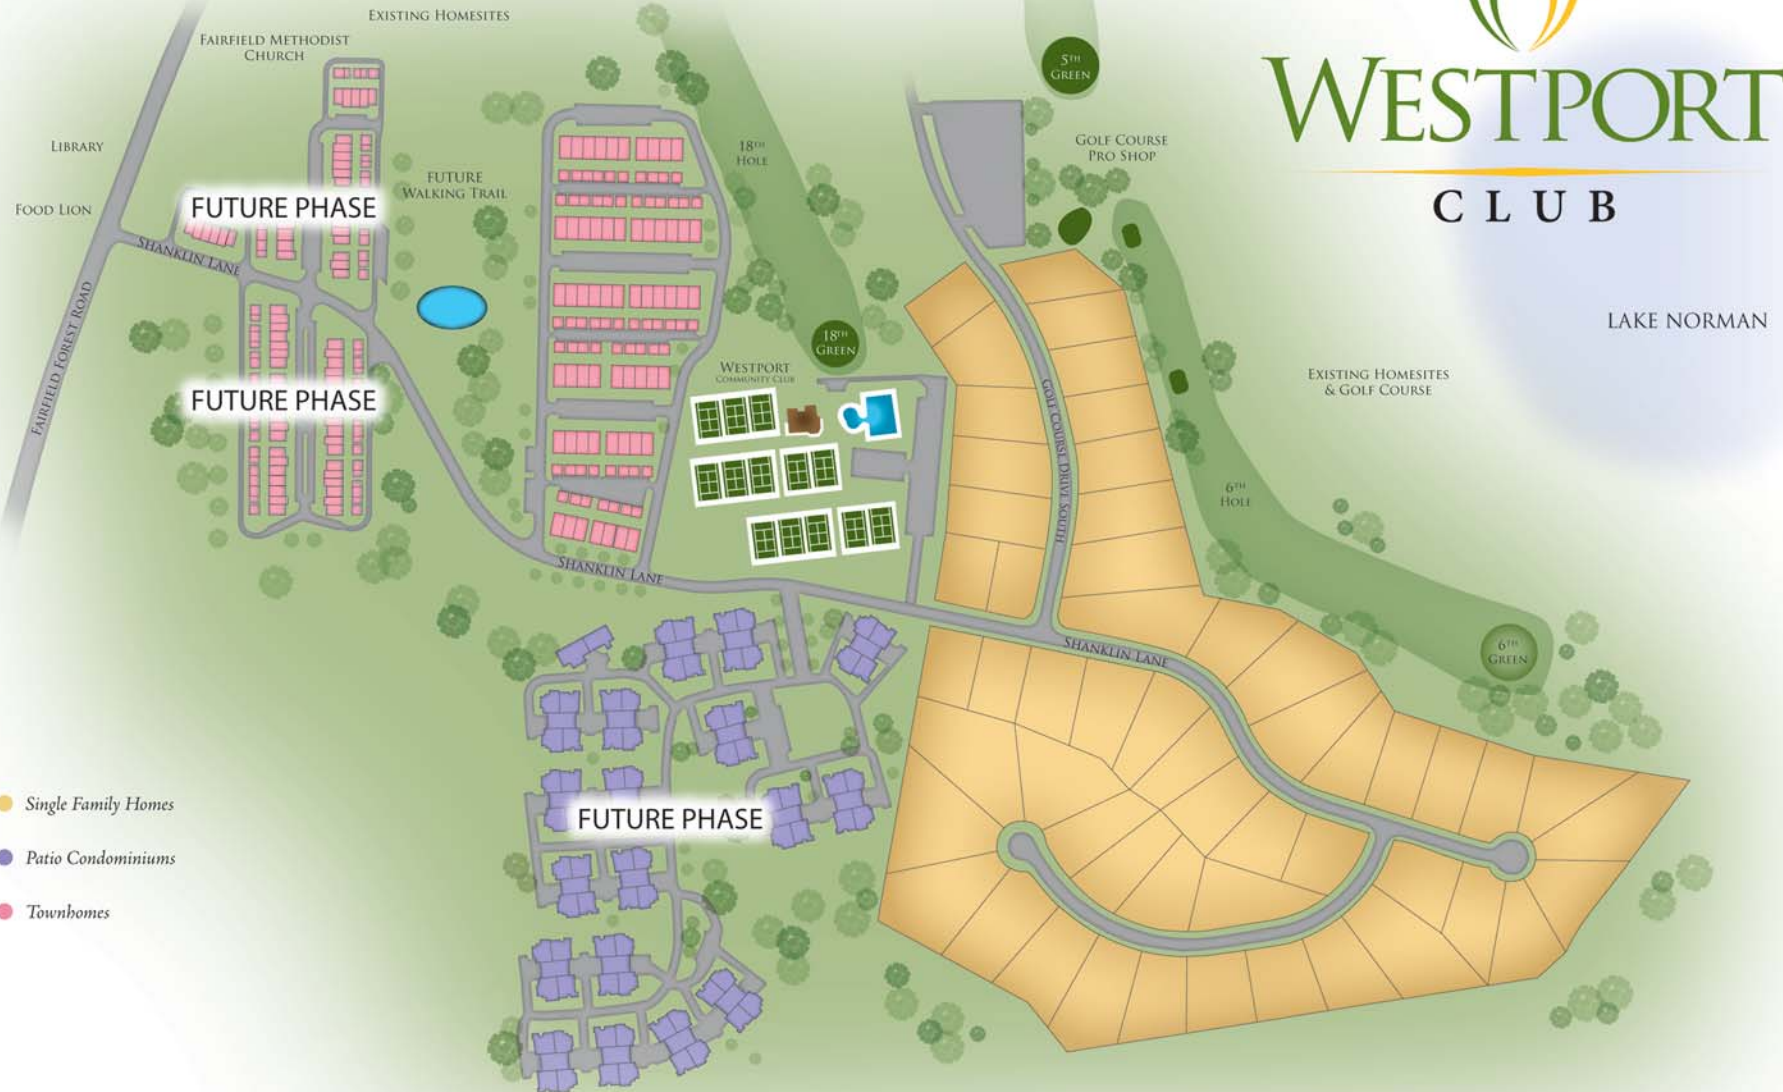 EXISTING HOMESITES
FAIRFIELD METHODIST
CHURCH
5TH
GREEN
WESTPORT
CLUB
LIBRARY
18TH
HOLE
GOLF COURSE
PRO SHOP
FUTURE
WALKING TRAIL
FUTURE PHASE
FOOD LION
SHANKLIN LANE
FAIRFIELD FOREST ROAD
18TH
GREEN
LAKE NORMAN
WESTPORT
COMMUNITY CLUB
EXISTING HOMESITES
& GOLF COURSE
FUTURE PHASE
GOLF COURSE DRIVE SOUTH
6TH
HOLE
SHANKLIN LANE
SHANKLIN LANE
6TH
GREEN
FUTURE PHASE
Single Family Homes
Patio Condominiums
Townhomes